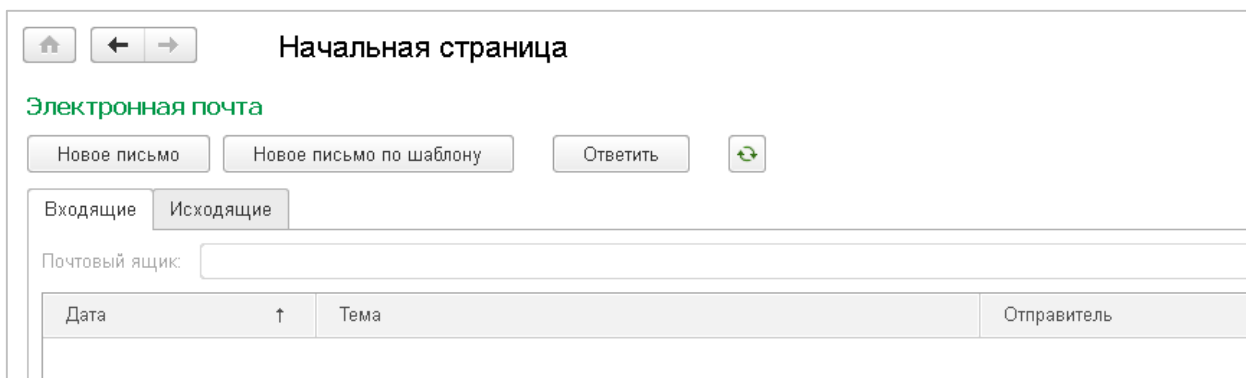 Начальная страница
Электронная почта
Новое письмо Новое письмо по шаблону Ответить
Входящие Исходящие
Почтовый ящик:
Дата ↑ Тема Отправитель